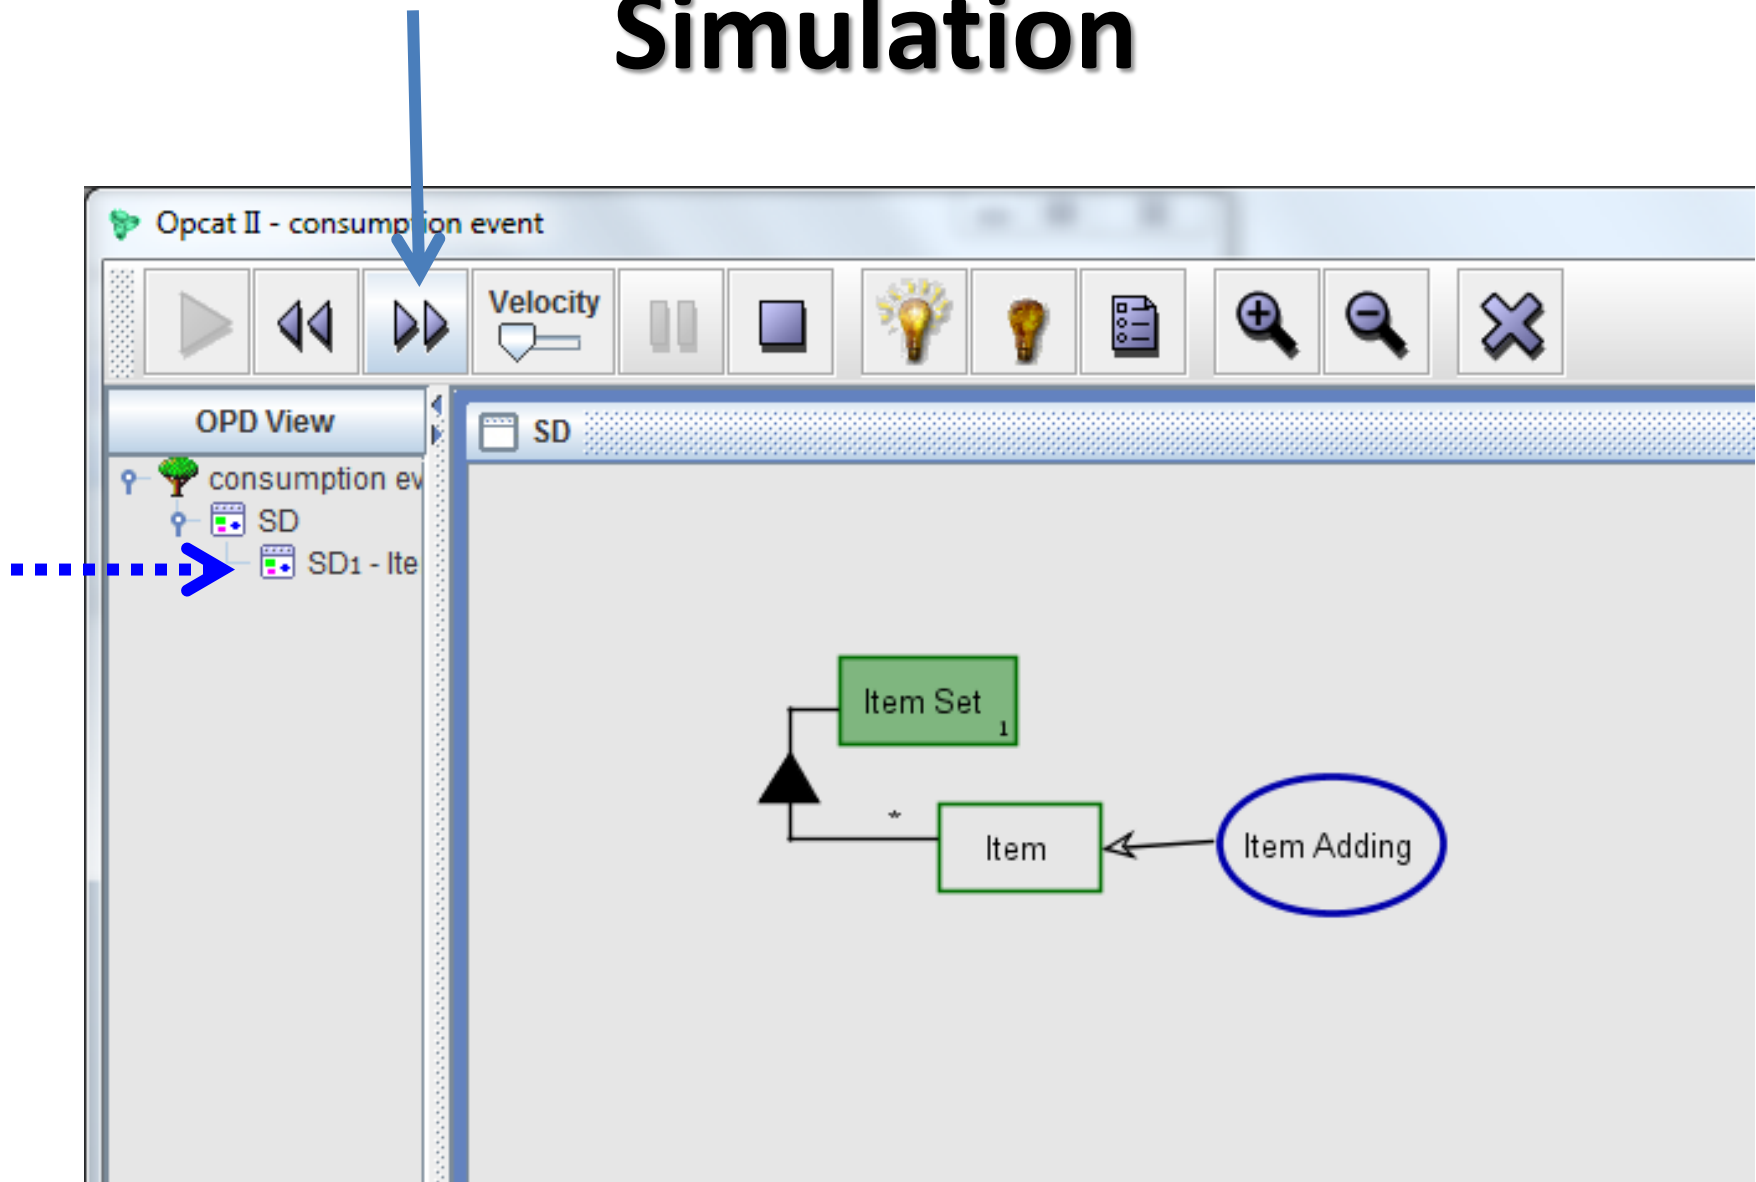 Simulation
Opcat II - consumption event
Velocity
OPD View
SD
consumption ev
SD
SD1 - Ite
Item Set
1
*
Item
Item Adding